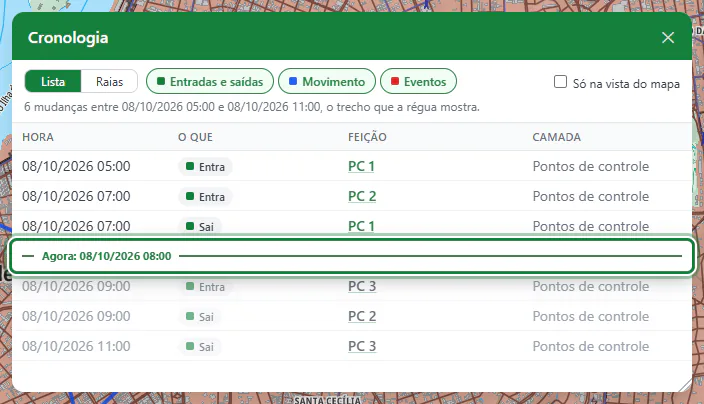 Cronologia
Lista Raias Entradas e saídas Movimento Eventos Só na vista do mapa
6 mudanças entre 08/10/2026 05:00 e 08/10/2026 11:00, o trecho que a régua mostra.
HORA O QUE FEIÇÃO CAMADA
08/10/2026 05:00 Entra PC 1 Pontos de controle
08/10/2026 07:00 Entra PC 2 Pontos de controle
08/10/2026 07:00 Sai PC 1 Pontos de controle
Agora: 08/10/2026 08:00
08/10/2026 09:00 Entra PC 3 Pontos de controle
08/10/2026 09:00 Sai PC 2 Pontos de controle
08/10/2026 11:00 Sai PC 3 Pontos de controle
SANTA CECÍLIA